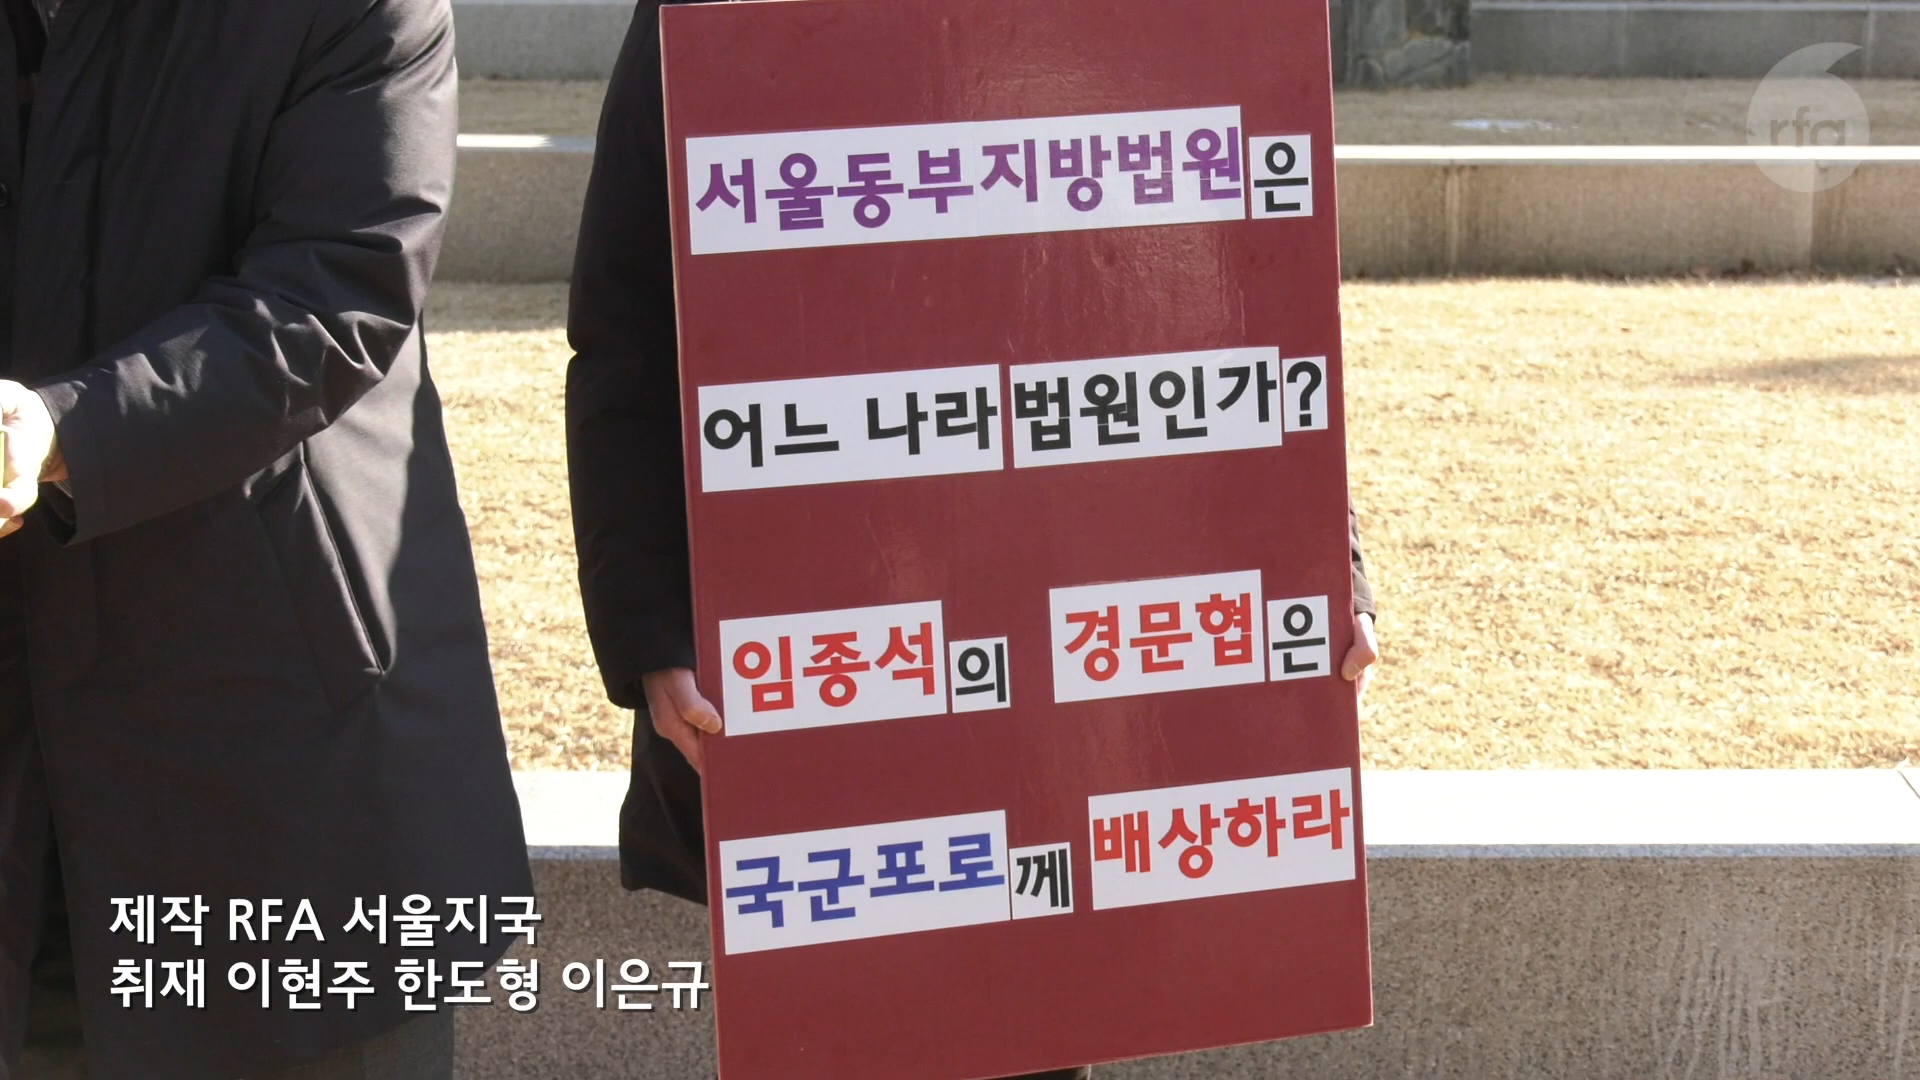 rfa
서울동부지방법원은
어느 나라 법원인가?
임종석의 경문협은
국군포로께 배상하라
제작 RFA 서울지국
취재 이현주 한도형 이은규